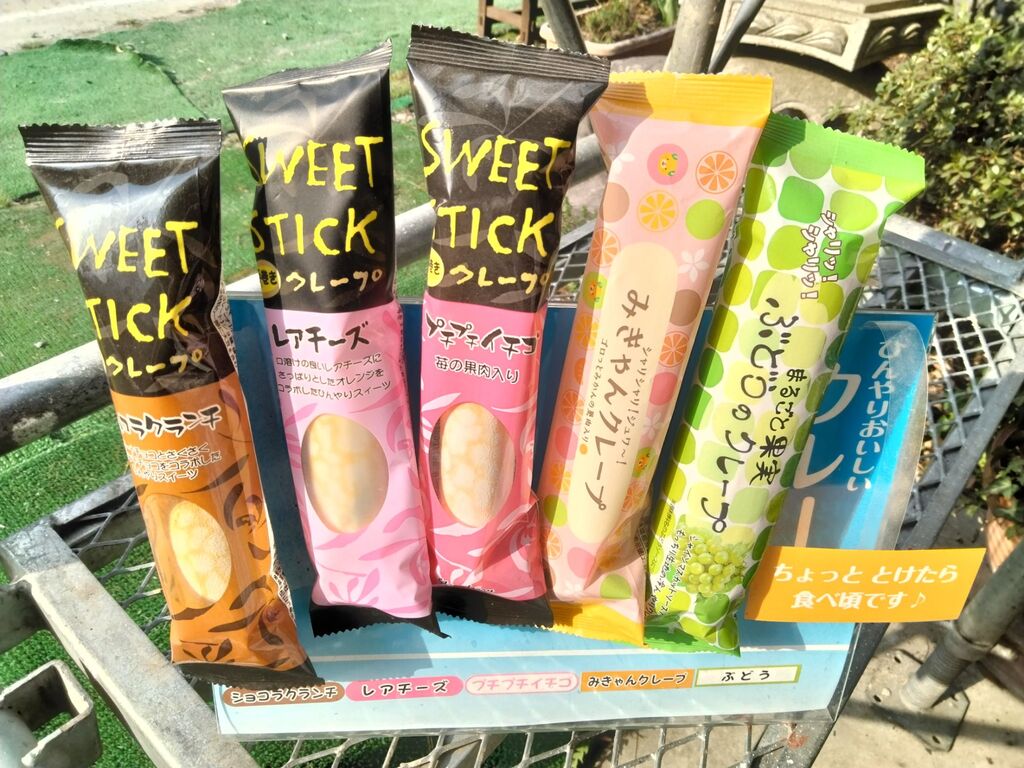 SWEET
STICK
クレープ
ショコラクランチ
SWEET
STICK
巻き
クレープ
レアチーズ
口溶けの良いレアチーズに
さっぱりとしたオレンジを
コラボしたひんやりスイーツ
SWEET
STICK
巻き
クレープ
プチプチイチゴ
苺の果肉入り
シャリシャリ!シュワ〜!
みきゃんクレープ
シャリッ!
シャリッ!
まるごと果実
ぶどうのクレープ
ひんやりおいしい
クレー
ちょっと とけたら
食べ頃です♪
ショコラクランチ
レアチーズ
プチプチイチゴ
みきゃんクレープ
ぶどう